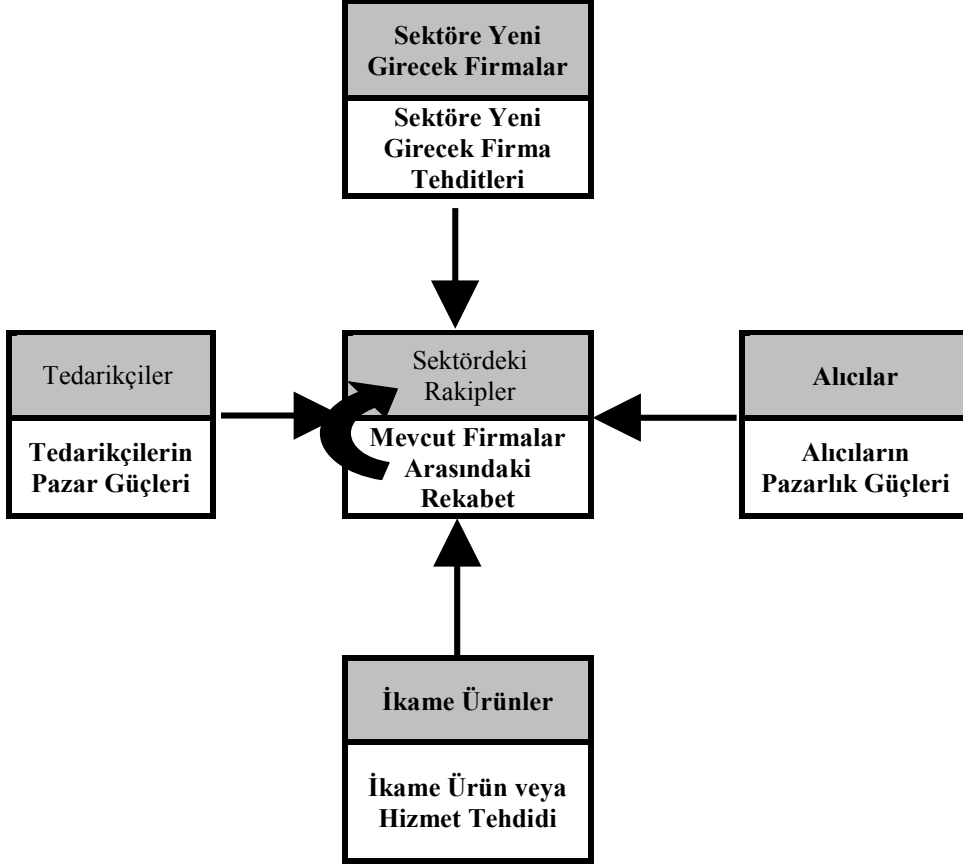 Sektöre Yeni
Girecek Firmalar
Sektöre Yeni
Girecek Firma
Tehditleri
Tedarikçiler
Tedarikçilerin
Pazar Güçleri
Sektördeki
Rakipler
Mevcut Firmalar
Arasındaki
Rekabet
Alıcılar
Alıcıların
Pazarlık Güçleri
İkame Ürünler
İkame Ürün veya
Hizmet Tehdidi